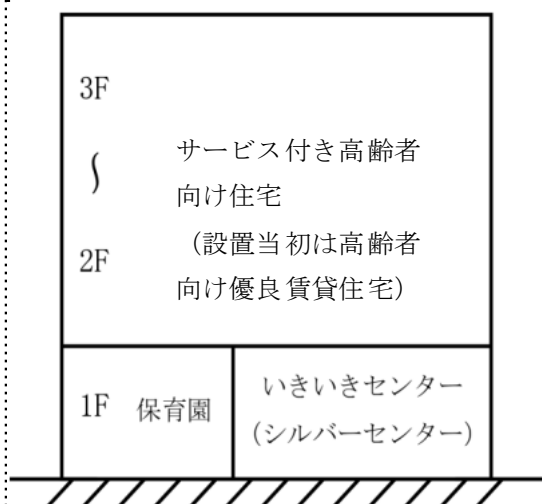 3F
〜
2F
サービス付き高齢者
向け住宅
（設置当初は高齢者
向け優良賃貸住宅）
1F 保育園
いきいきセンター
（シルバーセンター）